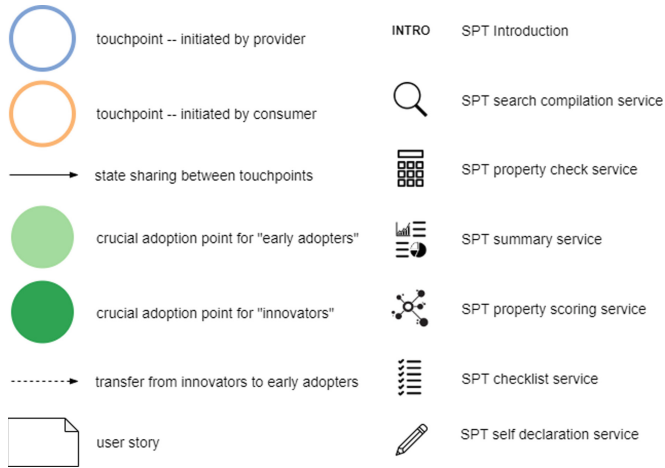 touchpoint -- initiated by provider
touchpoint -- initiated by consumer
state sharing between touchpoints
crucial adoption point for "early adopters"
crucial adoption point for "innovators"
transfer from innovators to early adopters
user story
INTRO SPT Introduction
SPT search compilation service
SPT property check service
SPT summary service
SPT property scoring service
SPT checklist service
SPT self declaration service